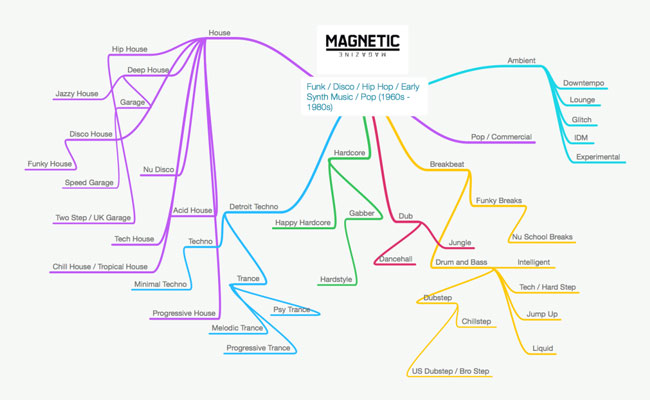 House
MAGNETIC
MAGAZINE
Ambient
Hip House
Deep House
Funk / Disco / Hip Hop / Early
Synth Music / Pop (1960s -
1980s)
Downtempo
Jazzy House
Garage
Lounge
Glitch
Disco House
Pop / Commercial
IDM
Hardcore
Experimental
Funky House
Nu Disco
Breakbeat
Speed Garage
Funky Breaks
Two Step / UK Garage
Acid House
Detroit Techno
Happy Hardcore
Gabber
Dub
Nu School Breaks
Tech House
Techno
Jungle
Chill House / Tropical House
Dancehall
Drum and Bass
Intelligent
Minimal Techno
Trance
Hardstyle
Tech / Hard Step
Dubstep
Progressive House
Psy Trance
Jump Up
Melodic Trance
Chillstep
Progressive Trance
Liquid
US Dubstep / Bro Step